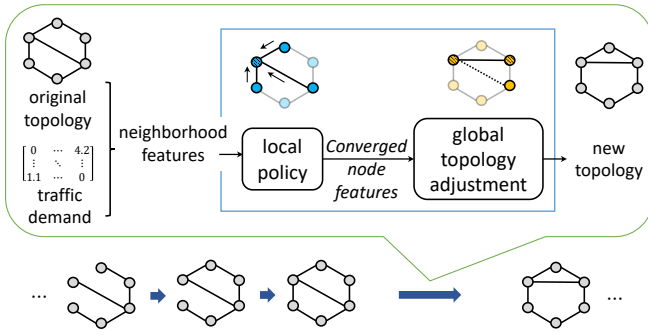 original
topology
0 ⋯ 4.2
⋮ ⋱ ⋮
1.1 ⋯ 0
traffic
demand
neighborhood
features
local
policy
Converged
node
features
global
topology
adjustment
new
topology
...
...